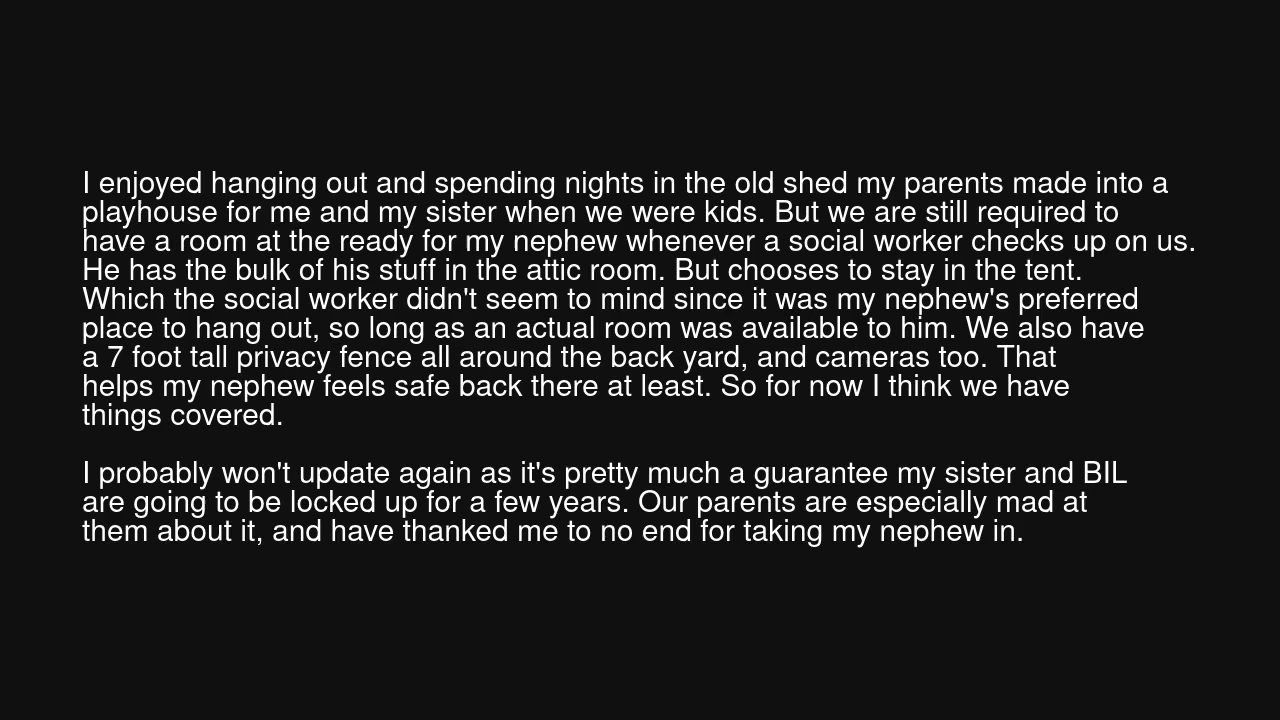 I enjoyed hanging out and spending nights in the old shed my parents made into a
playhouse for me and my sister when we were kids. But we are still required to
have a room at the ready for my nephew whenever a social worker checks up on us.
He has the bulk of his stuff in the attic room. But chooses to stay in the tent.
Which the social worker didn't seem to mind since it was my nephew's preferred
place to hang out, so long as an actual room was available to him. We also have
a 7 foot tall privacy fence all around the back yard, and cameras too. That
helps my nephew feels safe back there at least. So for now I think we have
things covered.
I probably won't update again as it's pretty much a guarantee my sister and BIL
are going to be locked up for a few years. Our parents are especially mad at
them about it, and have thanked me to no end for taking my nephew in.